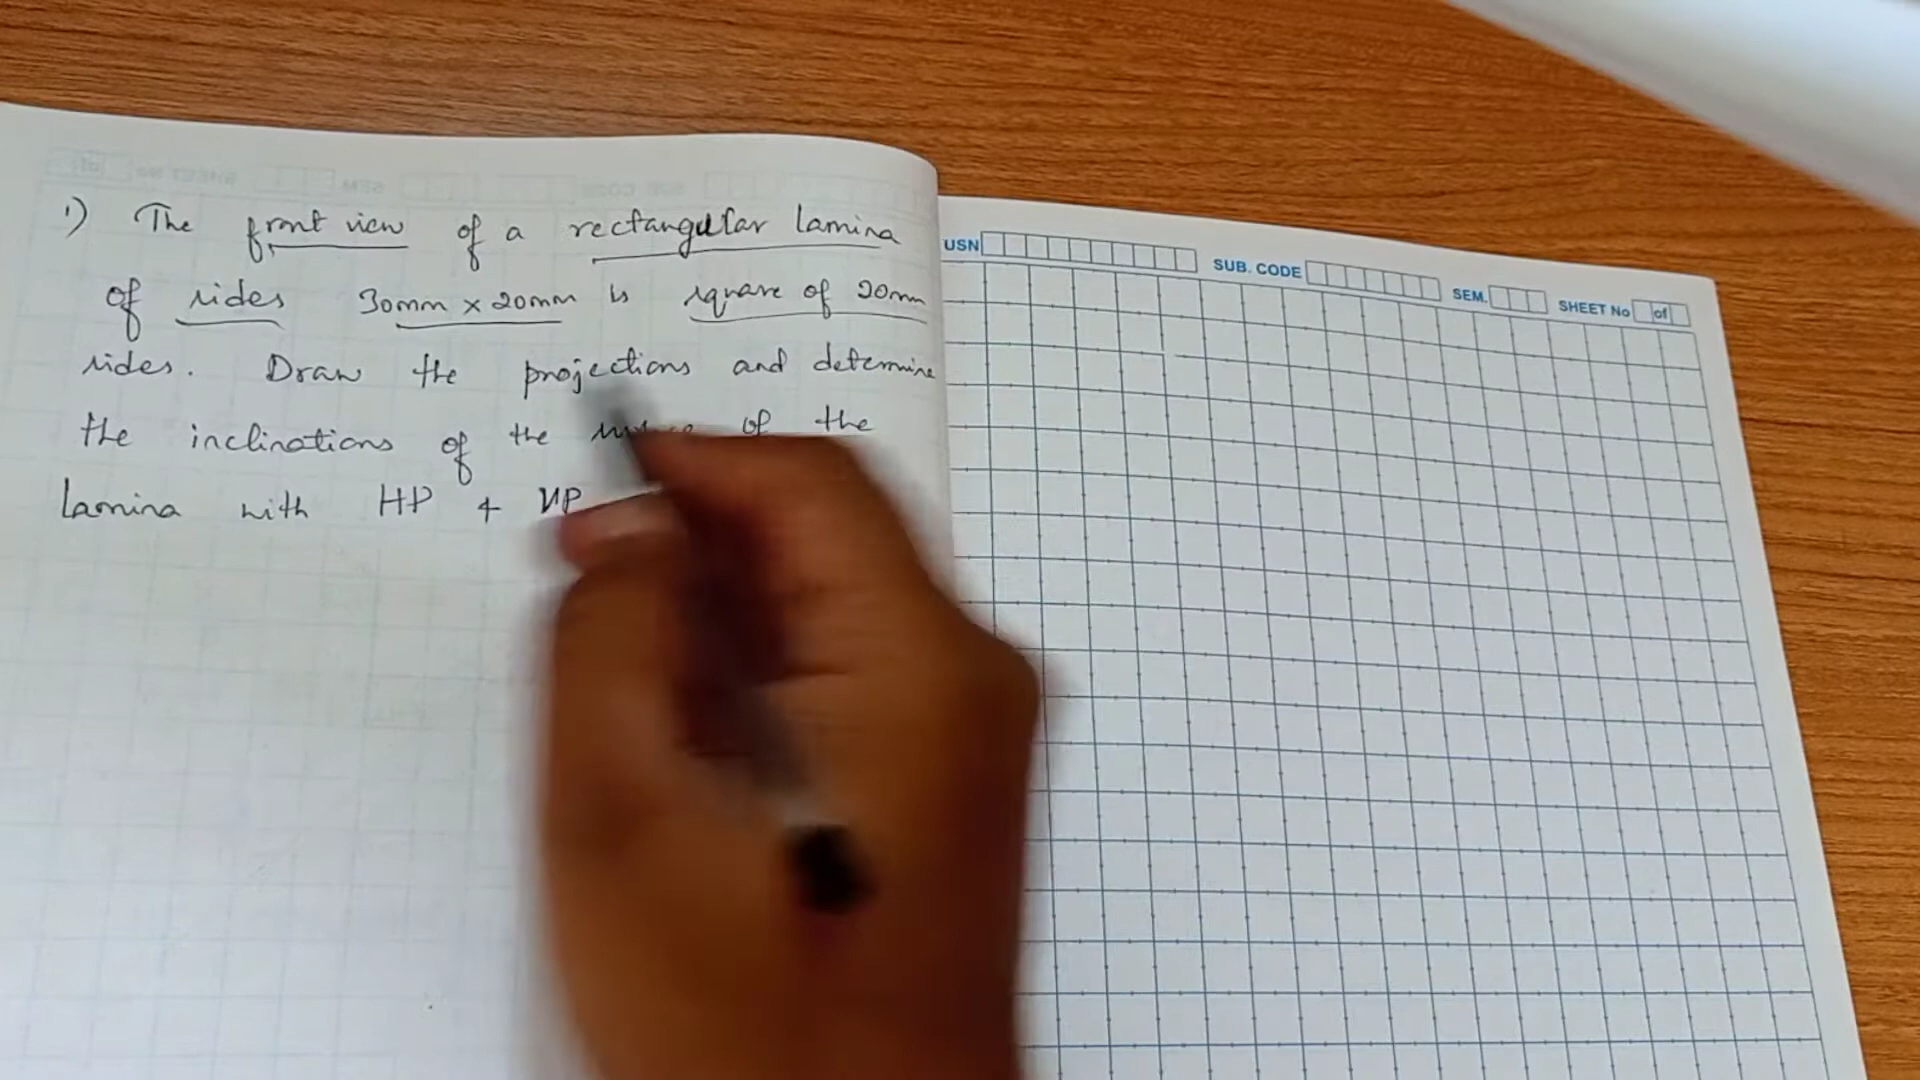 1) The front view of a rectangular lamina
of sides 30mm x 20mm is square of 20mm
sides. Draw the projections and determine
the inclinations of the of the
lamina with HP + VP
USN SUB. CODE SEM. SHEET No of